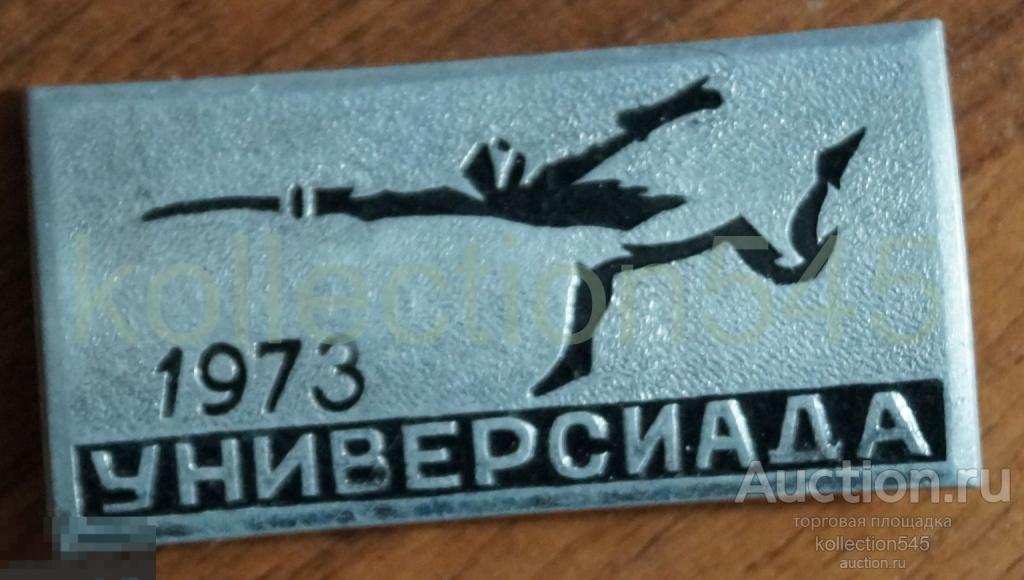 kollection545
1973
УНИВЕРСИАДА
Auction.ru
торговая площадка
kollection545
auction.ru